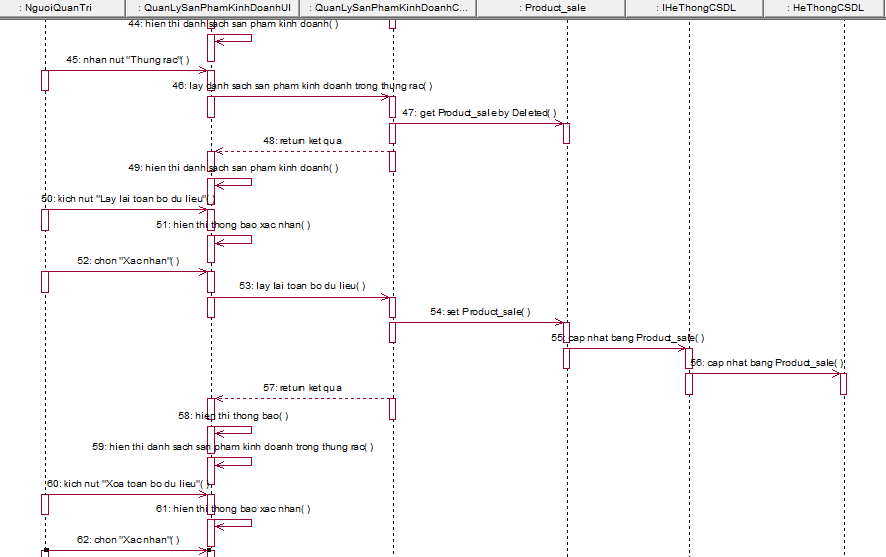 : NguoiQuanTri
: QuanLySanPhamKinhDoanhUI
: QuanLySanPhamKinhDoanhC...
: Product_sale
: IHeThongCSDL
: HeThongCSDL
44: hien thi danh sach san pham kinh doanh( )
45: nhan nut "Thung rac"( )
46: lay danh sach san pham kinh doanh trong thung rac( )
47: get Product_sale by Deleted( )
48: return ket qua
49: hien thi danh sach san pham kinh doanh( )
50: kich nut "Lay lai toan bo du lieu"( )
51: hien thi thong bao xac nhan( )
52: chon "Xac nhan"( )
53: lay lai toan bo du lieu( )
54: set Product_sale( )
55: cap nhat bang Product_sale( )
56: cap nhat bang Product_sale( )
57: return ket qua
58: hien thi thong bao( )
59: hien thi danh sach san pham kinh doanh trong thung rac( )
60: kich nut "Xoa toan bo du lieu"( )
61: hien thi thong bao xac nhan( )
62: chon "Xac nhan"( )